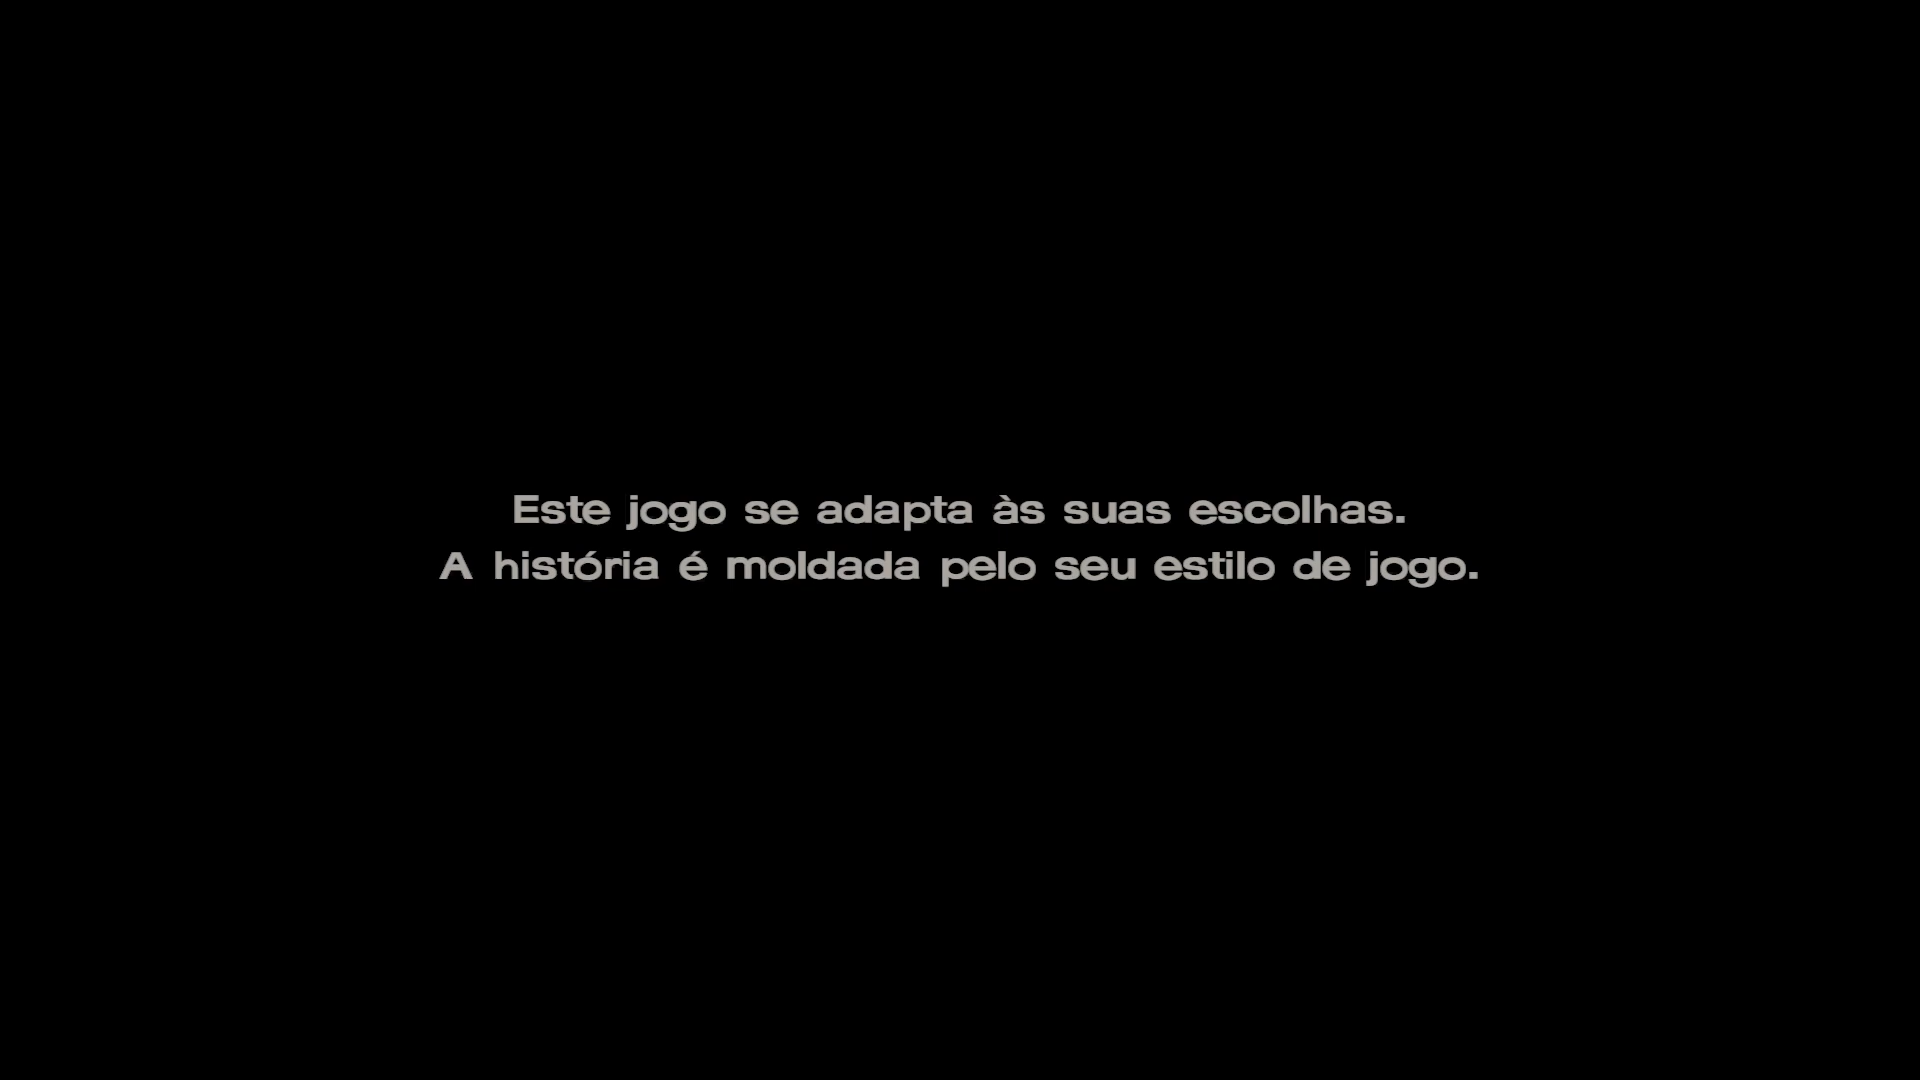 Este jogo se adapta às suas escolhas.
A história é moldada pelo seu estilo de jogo.